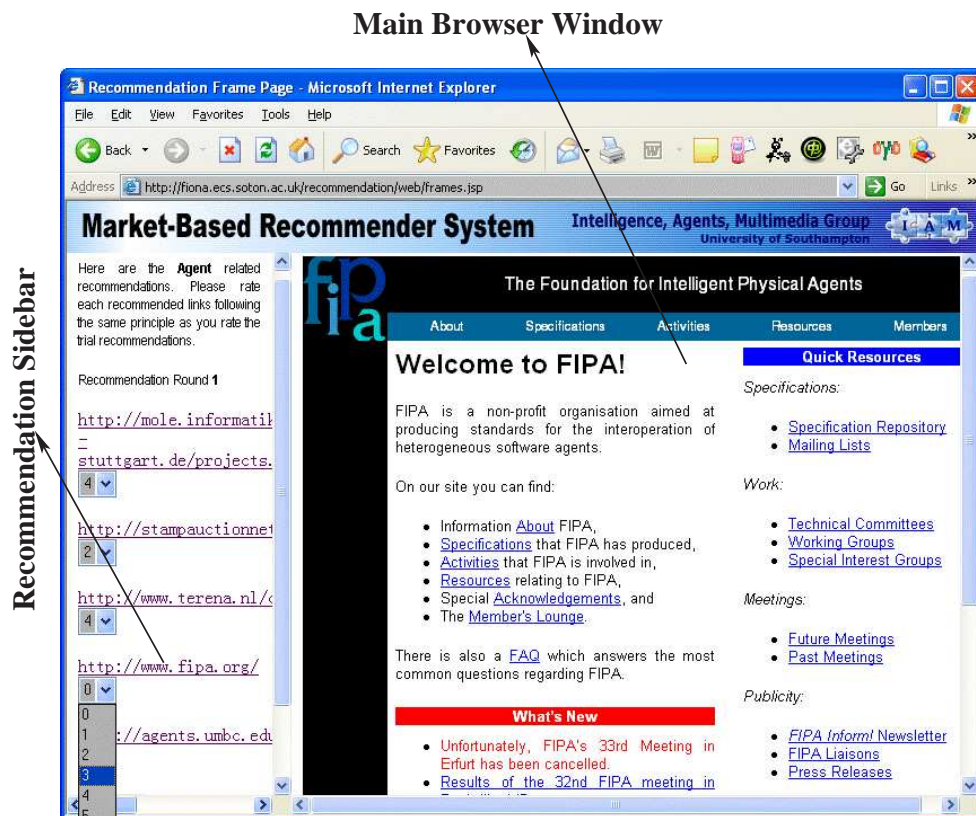 Main Browser Window
Recommendation Frame Page - Microsoft Internet Explorer
File Edit View Favorites Tools Help
Back Search Favorites
Address http://fiona.ecs.soton.ac.uk/recommendation/web/frames.jsp Go Links
Market-Based Recommender System
Intelligence, Agents, Multimedia Group
University of Southampton
I A M
Recommendation Sidebar
Here are the Agent related
recommendations. Please rate
each recommended links following
the same principle as you rate the
trial recommendations.
Recommendation Round 1
http://mole.informatik
-
stuttgart.de/projects.
4
http://stampauctionnet
2
http://www.terena.nl/
4
http://www.fipa.org/
0
0
1
2
3
4
5
://agents.umbc.edu
fipa
The Foundation for Intelligent Physical Agents
About Specifications Activities Resources Members
Welcome to FIPA!
FIPA is a non-profit organisation aimed at
producing standards for the interoperation of
heterogeneous software agents.
On our site you can find:
• Information About FIPA,
• Specifications that FIPA has produced,
• Activities that FIPA is involved in,
• Resources relating to FIPA,
• Special Acknowledgements, and
• The Member's Lounge.
There is also a FAQ which answers the most
common questions regarding FIPA.
What's New
• Unfortunately, FIPA's 33rd Meeting in
Erfurt has been cancelled.
• Results of the 32nd FIPA meeting in
Quick Resources
Specifications:
• Specification Repository
• Mailing Lists
Work:
• Technical Committees
• Working Groups
• Special Interest Groups
Meetings:
• Future Meetings
• Past Meetings
Publicity:
• FIPA Inform! Newsletter
• FIPA Liaisons
• Press Releases